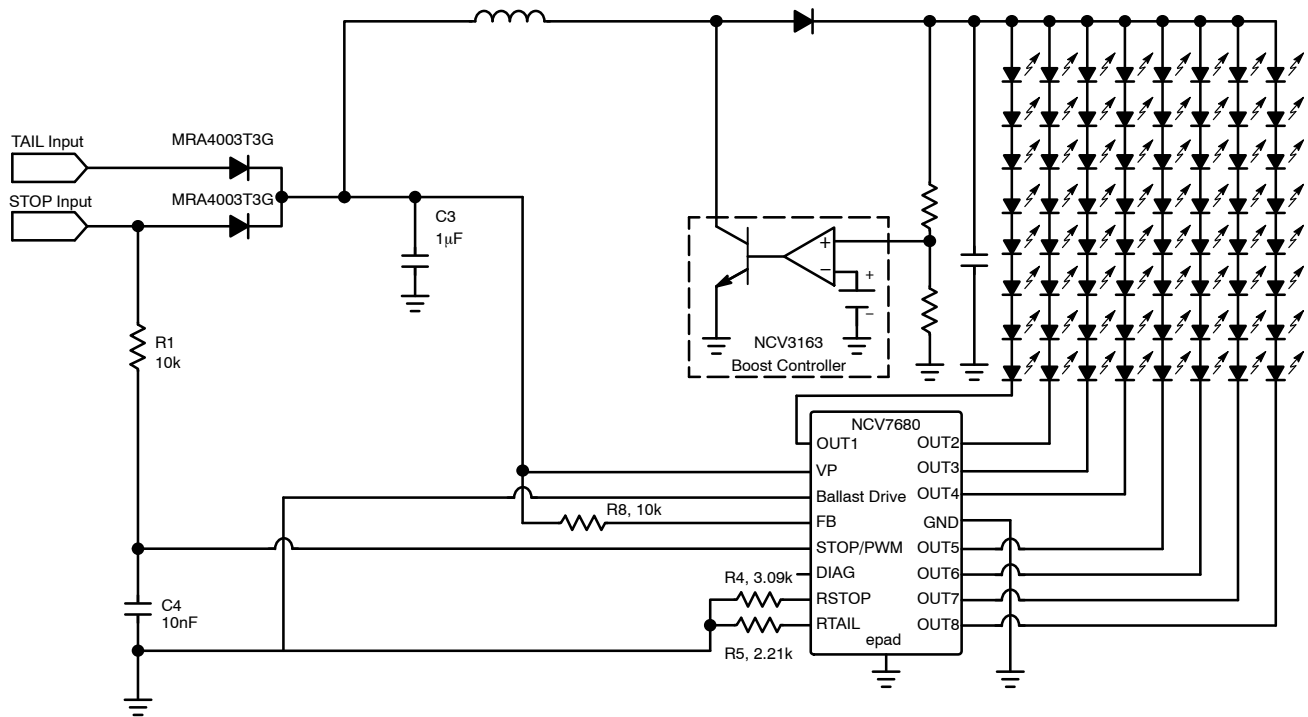 TAIL Input
MRA4003T3G
STOP Input
MRA4003T3G
C3
1μF
R1
10k
+
−
+
−
NCV3163
Boost Controller
NCV7680
OUT1
OUT2
VP
OUT3
Ballast Drive
OUT4
R8, 10k
FB
GND
STOP/PWM
OUT5
R4, 3.09k
DIAG
OUT6
RSTOP
OUT7
C4
10nF
RTAIL
OUT8
R5, 2.21k
epad